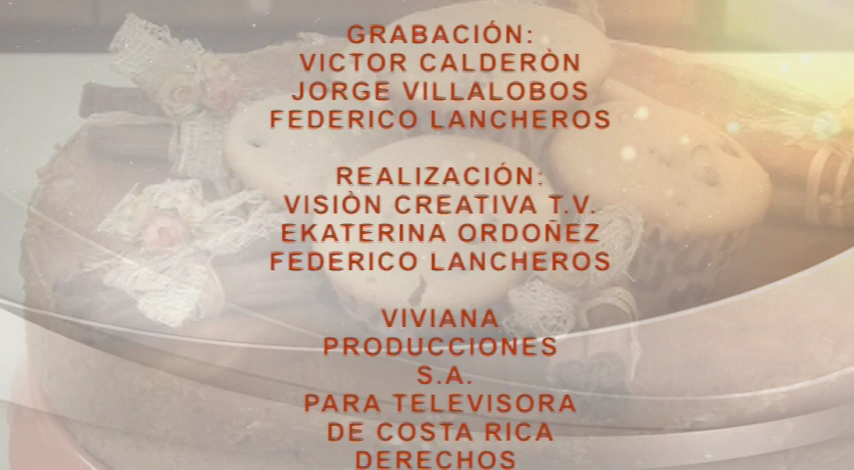 GRABACIÓN:
VICTOR CALDERÒN
JORGE VILLALOBOS
FEDERICO LANCHEROS
REALIZACIÓN:
VISIÒN CREATIVA T.V.
EKATERINA ORDOÑEZ
FEDERICO LANCHEROS
VIVIANA
PRODUCCIONES
S.A.
PARA TELEVISORA
DE COSTA RICA
DERECHOS